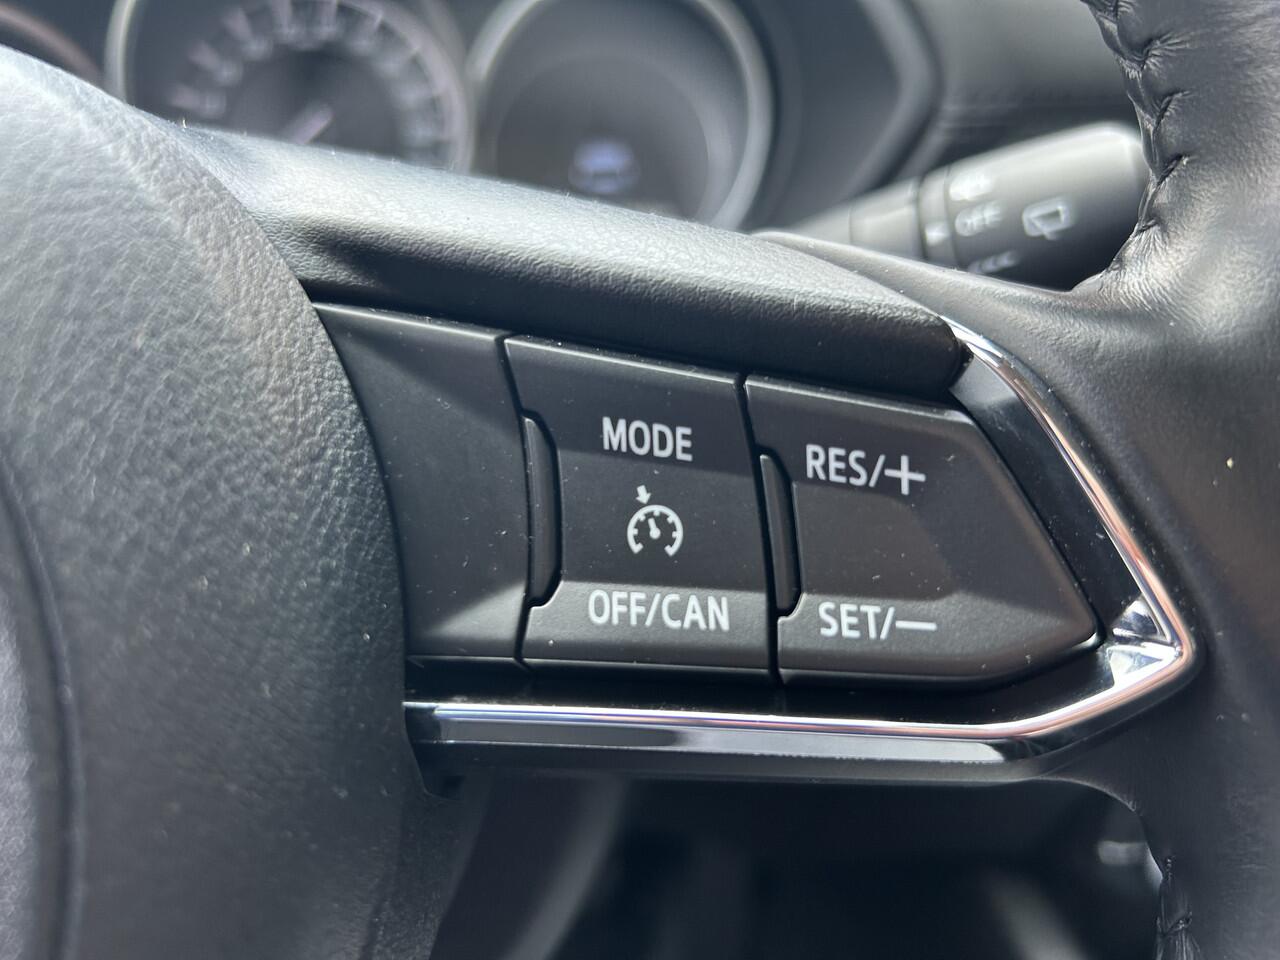 OFF
MODE
RES/+
OFF/CAN
SET/−